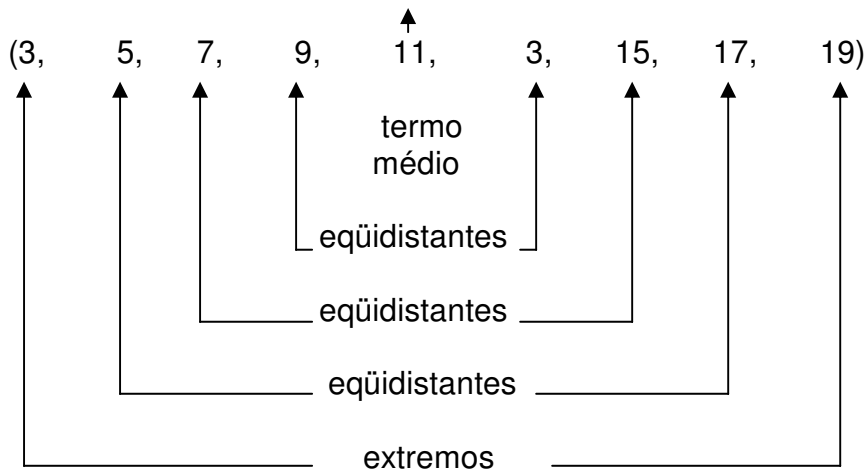 (3, 5, 7, 9, 11, 3, 15, 17, 19)
termo
médio
eqüidistantes
eqüidistantes
eqüidistantes
extremos